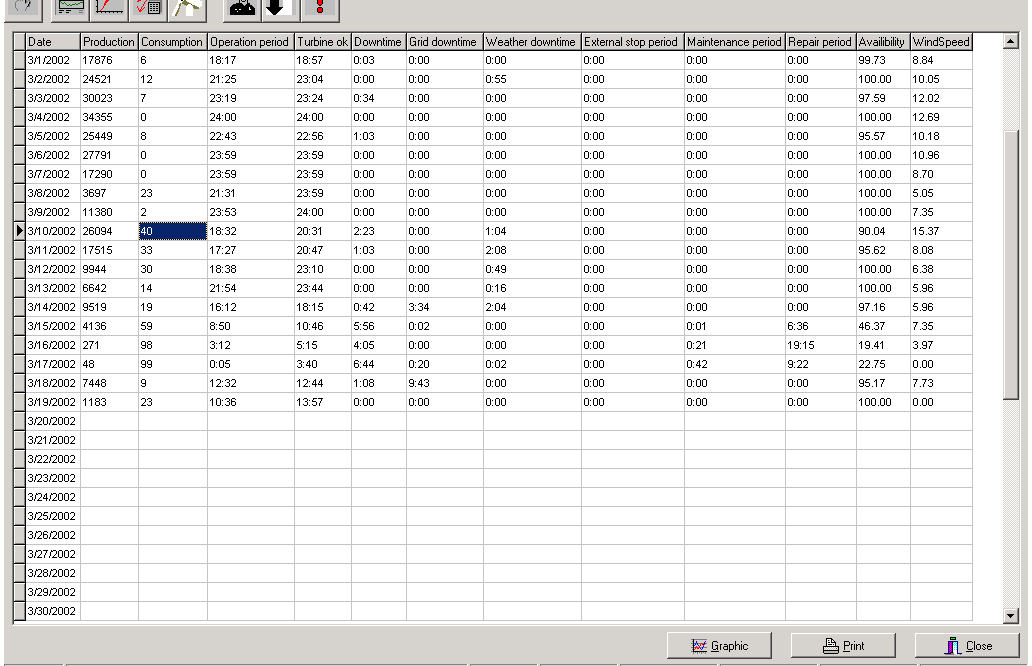 Date Production Consumption Operation period Turbine ok Downtime Grid downtime Weather downtime External stop period Maintenance period Repair period Availibility WindSpeed
3/1/2002 17876 6 18:17 18:57 0:03 0:00 0:00 0:00 0:00 0:00 99.73 8.84
3/2/2002 24521 12 21:25 23:04 0:00 0:00 0:55 0:00 0:00 0:00 100.00 10.05
3/3/2002 30023 7 23:19 23:24 0:34 0:00 0:00 0:00 0:00 0:00 97.59 12.02
3/4/2002 34355 0 24:00 24:00 0:00 0:00 0:00 0:00 0:00 0:00 100.00 12.69
3/5/2002 25449 8 22:43 22:56 1:03 0:00 0:00 0:00 0:00 0:00 95.57 10.18
3/6/2002 27791 0 23:59 23:59 0:00 0:00 0:00 0:00 0:00 0:00 100.00 10.96
3/7/2002 17290 0 23:59 23:59 0:00 0:00 0:00 0:00 0:00 0:00 100.00 8.70
3/8/2002 3697 23 21:31 23:59 0:00 0:00 0:00 0:00 0:00 0:00 100.00 5.05
3/9/2002 11380 2 23:53 24:00 0:00 0:00 0:00 0:00 0:00 0:00 100.00 7.35
3/10/2002 26094 40 18:32 20:31 2:23 0:00 1:04 0:00 0:00 0:00 90.04 15.37
3/11/2002 17515 33 17:27 20:47 1:03 0:00 2:08 0:00 0:00 0:00 95.62 8.08
3/12/2002 9944 30 18:38 23:10 0:00 0:00 0:49 0:00 0:00 0:00 100.00 6.38
3/13/2002 6642 14 21:54 23:44 0:00 0:00 0:16 0:00 0:00 0:00 100.00 5.96
3/14/2002 9519 19 16:12 18:15 0:42 3:34 2:04 0:00 0:00 0:00 97.16 5.96
3/15/2002 4136 59 8:50 10:46 5:56 0:02 0:00 0:00 0:01 6:36 46.37 7.35
3/16/2002 271 98 3:12 5:15 4:05 0:00 0:00 0:00 0:21 19:15 19.41 3.97
3/17/2002 48 99 0:05 3:40 6:44 0:20 0:02 0:00 0:42 9:22 22.75 0.00
3/18/2002 7448 9 12:32 12:44 1:08 9:43 0:00 0:00 0:00 0:00 95.17 7.73
3/19/2002 1183 23 10:36 13:57 0:00 0:00 0:00 0:00 0:00 0:00 100.00 0.00
3/20/2002
3/21/2002
3/22/2002
3/23/2002
3/24/2002
3/25/2002
3/26/2002
3/27/2002
3/28/2002
3/29/2002
3/30/2002
Graphic Print Close